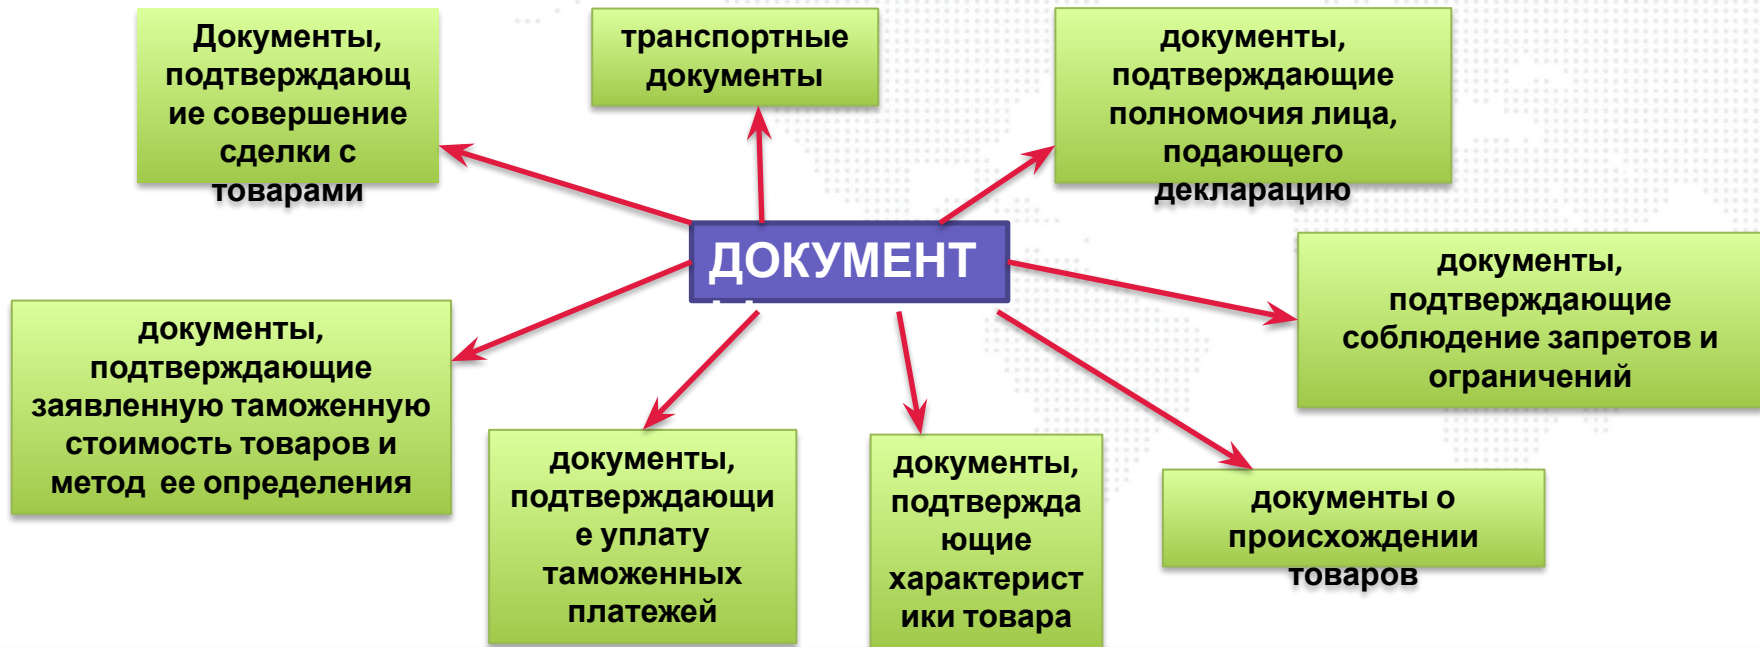 Документы,
подтверждающ
ие совершение
сделки с
товарами
транспортные
документы
документы,
подтверждающие
полномочия лица,
подающего
декларацию
ДОКУМЕНТ
документы,
подтверждающие
соблюдение запретов и
ограничений
документы,
подтверждающие
заявленную таможенную
стоимость товаров и
метод ее определения
документы,
подтверждающи
е уплату
таможенных
платежей
документы,
подтвержда
ющие
характерист
ики товара
документы о
происхождении
товаров